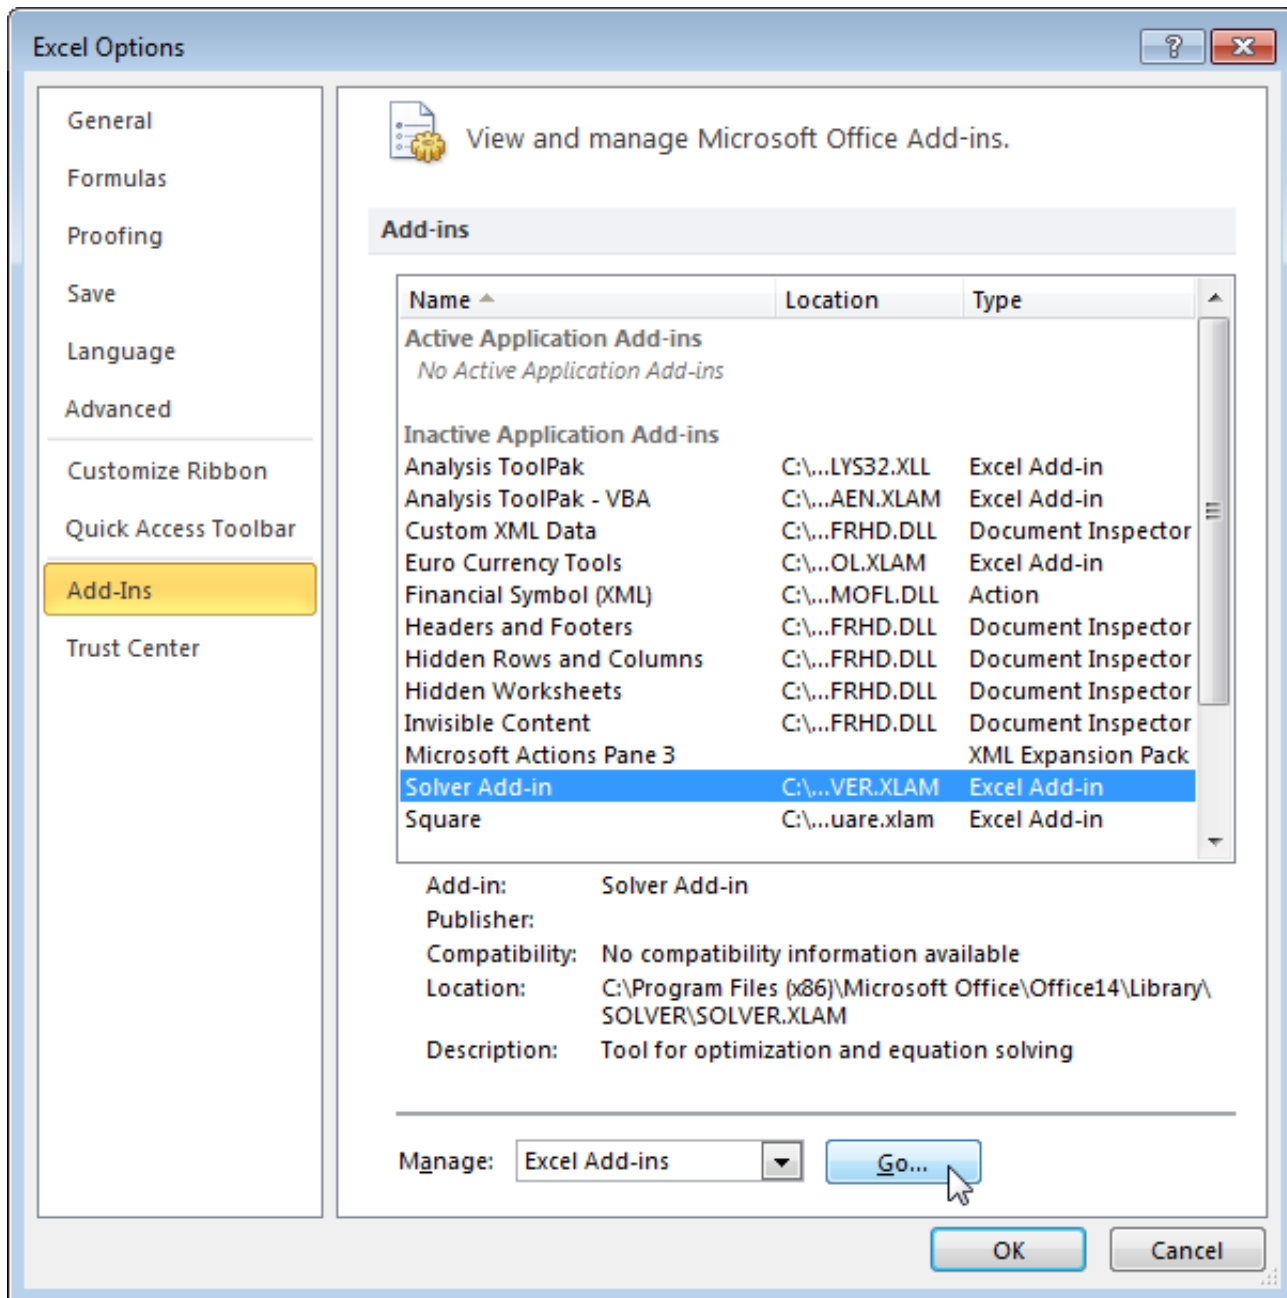 Excel Options
General
Formulas
Proofing
Save
Language
Advanced
Customize Ribbon
Quick Access Toolbar
Add-Ins
Trust Center
View and manage Microsoft Office Add-ins.
Add-ins
Name Location Type
Active Application Add-ins
No Active Application Add-ins
Inactive Application Add-ins
Analysis ToolPak C:\...LYS32.XLL Excel Add-in
Analysis ToolPak - VBA C:\...AEN.XLAM Excel Add-in
Custom XML Data C:\...FRHD.DLL Document Inspector
Euro Currency Tools C:\...OL.XLAM Excel Add-in
Financial Symbol (XML) C:\...MOFL.DLL Action
Headers and Footers C:\...FRHD.DLL Document Inspector
Hidden Rows and Columns C:\...FRHD.DLL Document Inspector
Hidden Worksheets C:\...FRHD.DLL Document Inspector
Invisible Content C:\...FRHD.DLL Document Inspector
Microsoft Actions Pane 3 XML Expansion Pack
Solver Add-in C:\...VER.XLAM Excel Add-in
Square C:\...uare.xlam Excel Add-in
Add-in: Solver Add-in
Publisher:
Compatibility: No compatibility information available
Location: C:\Program Files (x86)\Microsoft Office\Office14\Library\
SOLVER\SOLVER.XLAM
Description: Tool for optimization and equation solving
Manage: Excel Add-ins Go...
OK Cancel